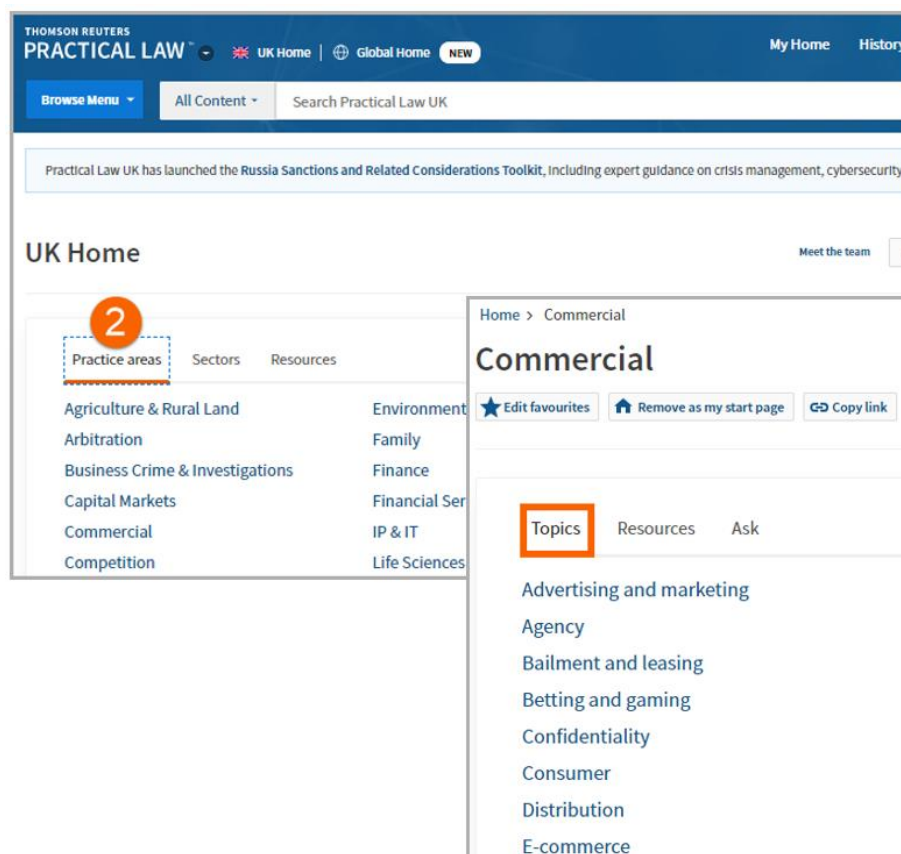 THOMSON REUTERS
PRACTICAL LAW UK Home | Global Home NEW My Home History
Browse Menu All Content Search Practical Law UK
Practical Law UK has launched the Russia Sanctions and Related Considerations Toolkit, including expert guidance on crisis management, cybersecurity
UK Home Meet the team
2
Practice areas Sectors Resources
Agriculture & Rural Land Environment
Arbitration Family
Business Crime & Investigations Finance
Capital Markets Financial Ser
Commercial IP & IT
Competition Life Sciences
Home > Commercial
Commercial
Edit favourites Remove as my start page Copy link
Topics Resources Ask
Advertising and marketing
Agency
Bailment and leasing
Betting and gaming
Confidentiality
Consumer
Distribution
E-commerce